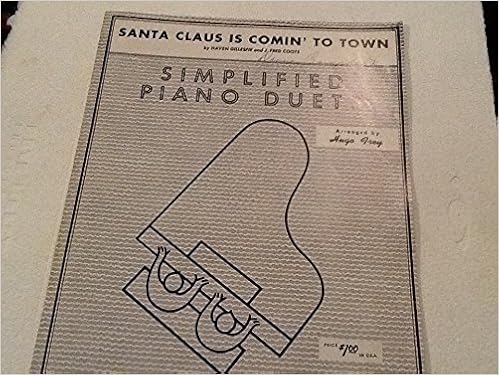 SANTA CLAUS IS COMIN' TO TOWN
by HAVEN GILLESPIE and J. FRED COOTS
SIMPLIFIED
PIANO DUET
Arranged by
Hugo Frey
PRICE $1.00 IN U.S.A.